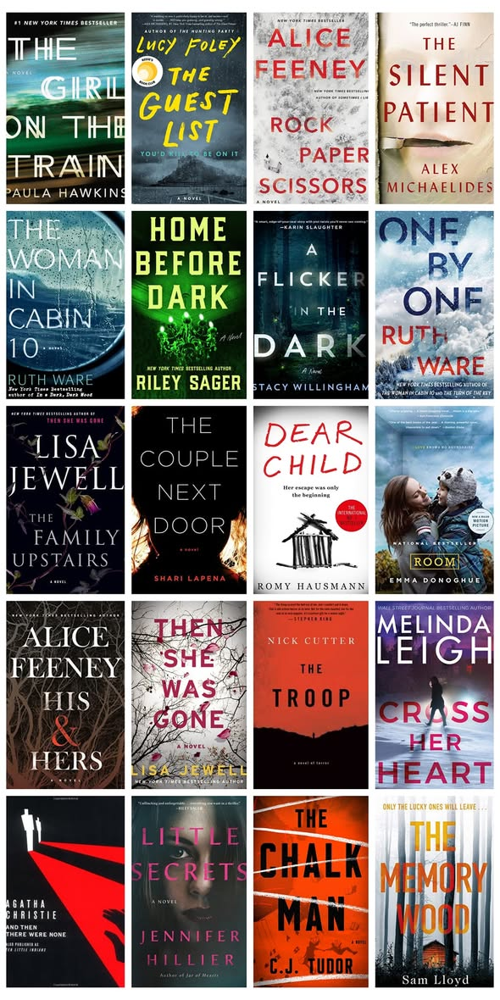 #1 NEW YORK TIMES BESTSELLER
THE
A NOVEL
GIRL
ON THE
TRAIN
PAULA HAWKINS
AUTHOR OF THE HUNTING PARTY
LUCY FOLEY
REESE'S
BOOK CLUB
THE
GUEST
LIST
YOU'D KILL TO BE ON IT
A NOVEL
NEW YORK TIMES BESTSELLING
ALICE
FEENEY
NEW YORK TIMES BESTSELLING
AUTHOR OF SOMETIMES I LIE
ROCK
PAPER
SCISSORS
A NOVEL
"The perfect thriller." —AJ FINN
THE
SILENT
PATIENT
ALEX
MICHAELIDES
THE
WOMAN
IN
CABIN
10 a novel
RUTH WARE
New York Times Bestselling
author of In a Dark, Dark Wood
HOME
BEFORE
DARK
A Novel
NEW YORK TIMES BESTSELLING AUTHOR
RILEY SAGER
"A smart, edge-of-your-seat story with plot twists you'll never see coming."
—KARIN SLAUGHTER
A
FLICKER
IN THE
DARK
A Novel
STACY WILLINGHAM
ONE
BY
ONE
RUTH
WARE
NEW YORK TIMES BESTSELLING AUTHOR OF
THE WOMAN IN CABIN 10 AND THE TURN OF THE KEY
NEW YORK TIMES BESTSELLING AUTHOR OF
THEN SHE WAS GONE
LISA
JEWELL
THE
FAMILY
UPSTAIRS
A NOVEL
THE
COUPLE
NEXT
DOOR
a novel
SHARI LAPENA
DEAR
CHILD
Her escape was only
the beginning
THE
INTERNATIONAL
BESTSELLER
ROMY HAUSMANN
LOVE KNOWS NO BOUNDARIES
NOW A MAJOR
MOTION
PICTURE
NATIONAL BESTSELLER
ROOM
EMMA DONOGHUE
NEW YORK TIMES BESTSELLING AUTHOR
ALICE
FEENEY
HIS
&
HERS
A NOVEL
THEN
SHE
WAS
GONE
A NOVEL
LISA JEWELL
NEW YORK TIMES BESTSELLING AUTHOR
—STEPHEN KING
NICK CUTTER
THE
TROOP
a novel of terror
WALL STREET JOURNAL BESTSELLING AUTHOR
MELINDA
LEIGH
CROSS
HER
HEART
AGATHA
CHRISTIE
AND THEN
THERE WERE NONE
ALSO PUBLISHED AS
TEN LITTLE INDIANS
"Unflinching and unforgettable... everything you want in a thriller."
—RILEY SAGER
LITTLE
SECRETS
A NOVEL
JENNIFER
HILLIER
Author of Jar of Hearts
THE
CHALK
MAN
A NOVEL
C.J. TUDOR
ONLY THE LUCKY ONES WILL LEAVE . . .
THE
MEMORY
WOOD
Sam Lloyd